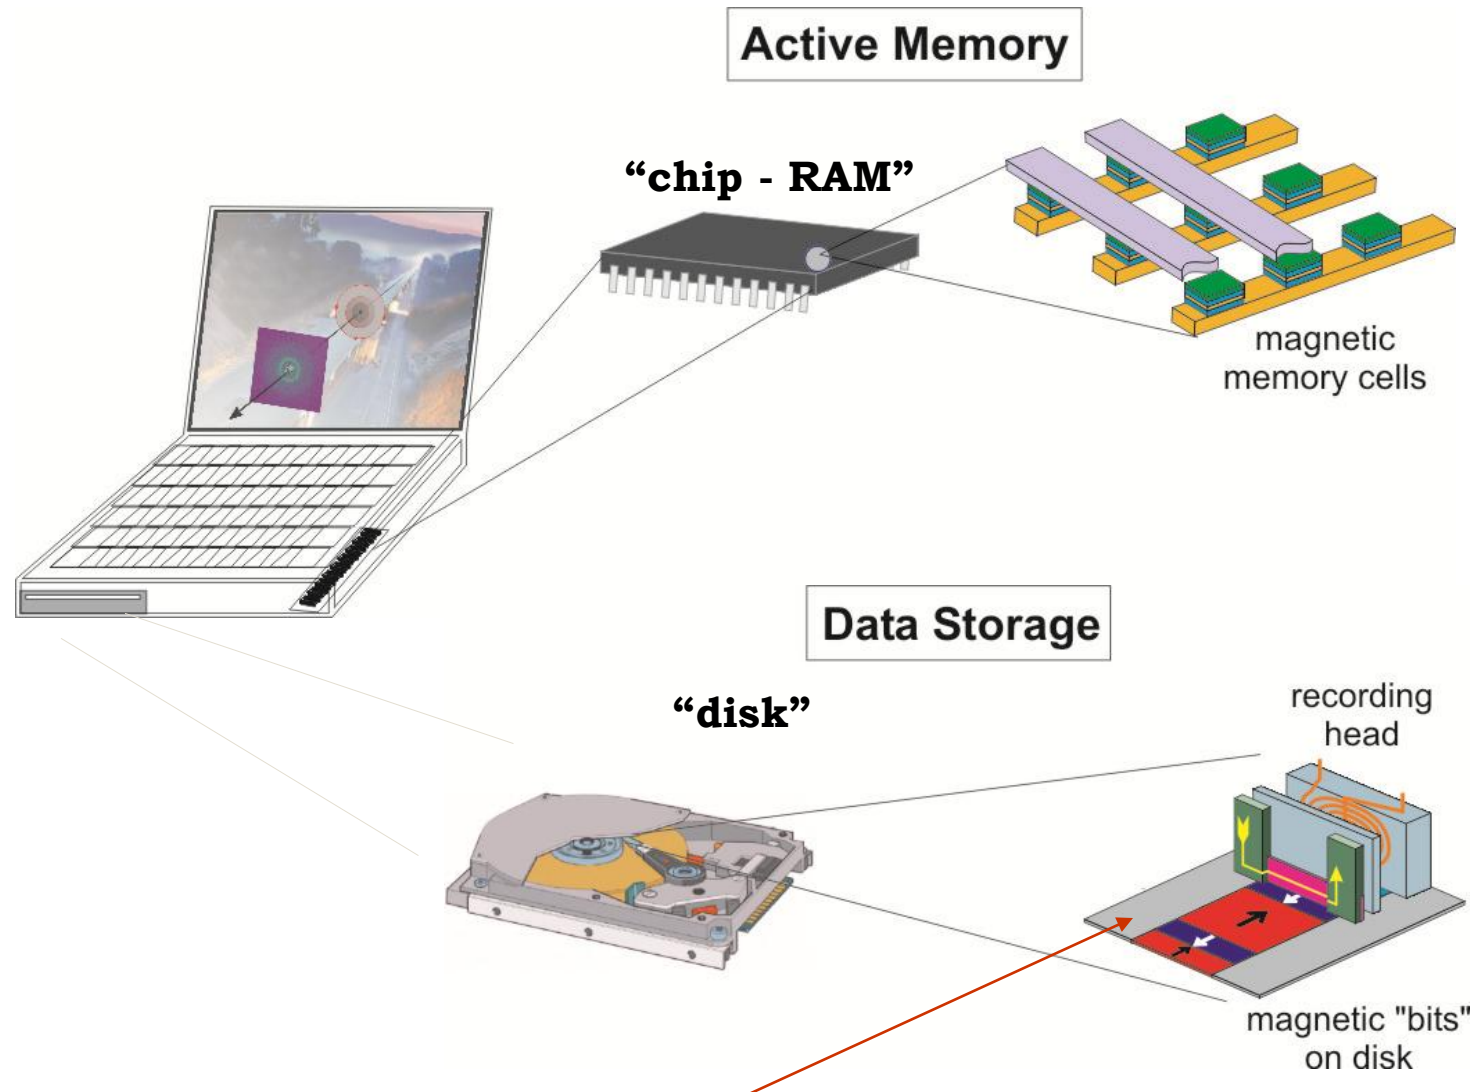 Active Memory
“chip - RAM”
magnetic
memory cells
Data Storage
“disk”
recording
head
magnetic "bits"
on disk